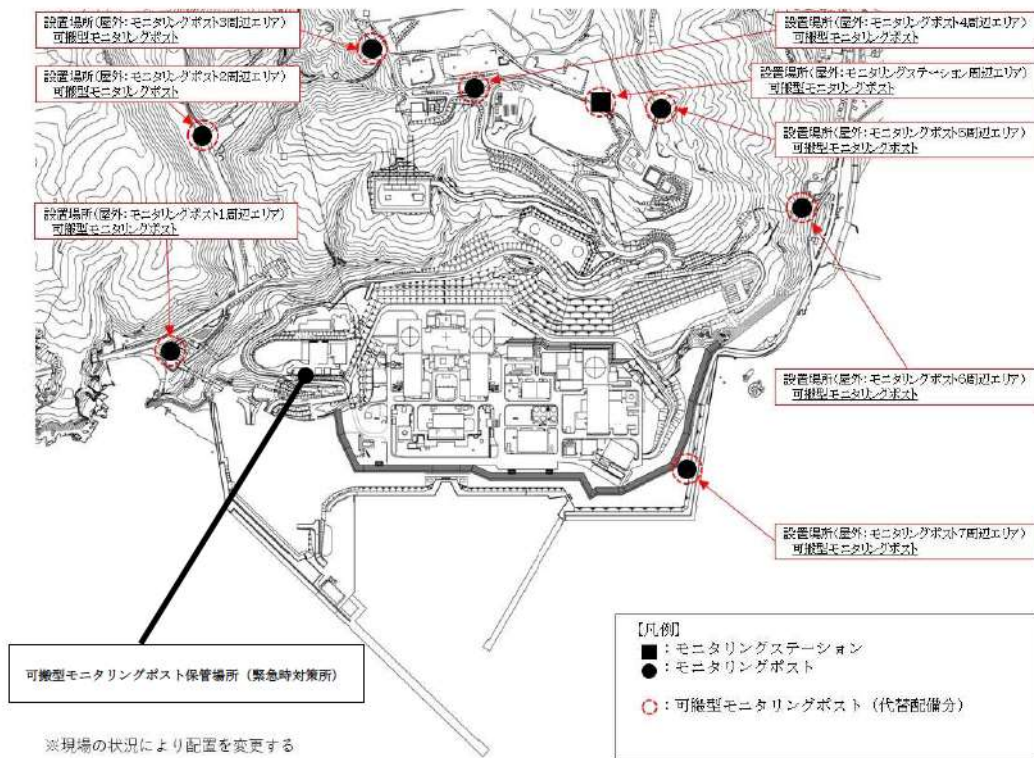 設置場所(屋外:モニタリングポスト3周辺エリア)
可搬型モニタリングポスト
設置場所(屋外:モニタリングポスト2周辺エリア)
可搬型モニタリングポスト
設置場所(屋外:モニタリングポスト1周辺エリア)
可搬型モニタリングポスト
設置場所(屋外:モニタリングポスト4周辺エリア)
可搬型モニタリングポスト
設置場所(屋外:モニタリングステーション周辺エリア)
可搬型モニタリングポスト
設置場所(屋外:モニタリングポスト5周辺エリア)
可搬型モニタリングポスト
設置場所(屋外:モニタリングポスト6周辺エリア)
可搬型モニタリングポスト
設置場所(屋外:モニタリングポスト7周辺エリア)
可搬型モニタリングポスト
可搬型モニタリングポスト保管場所(緊急時対策所)
※現場の状況により配置を変更する
【凡例】
■:モニタリングステーション
●:モニタリングポスト
:可搬型モニタリングポスト(代替配備分)